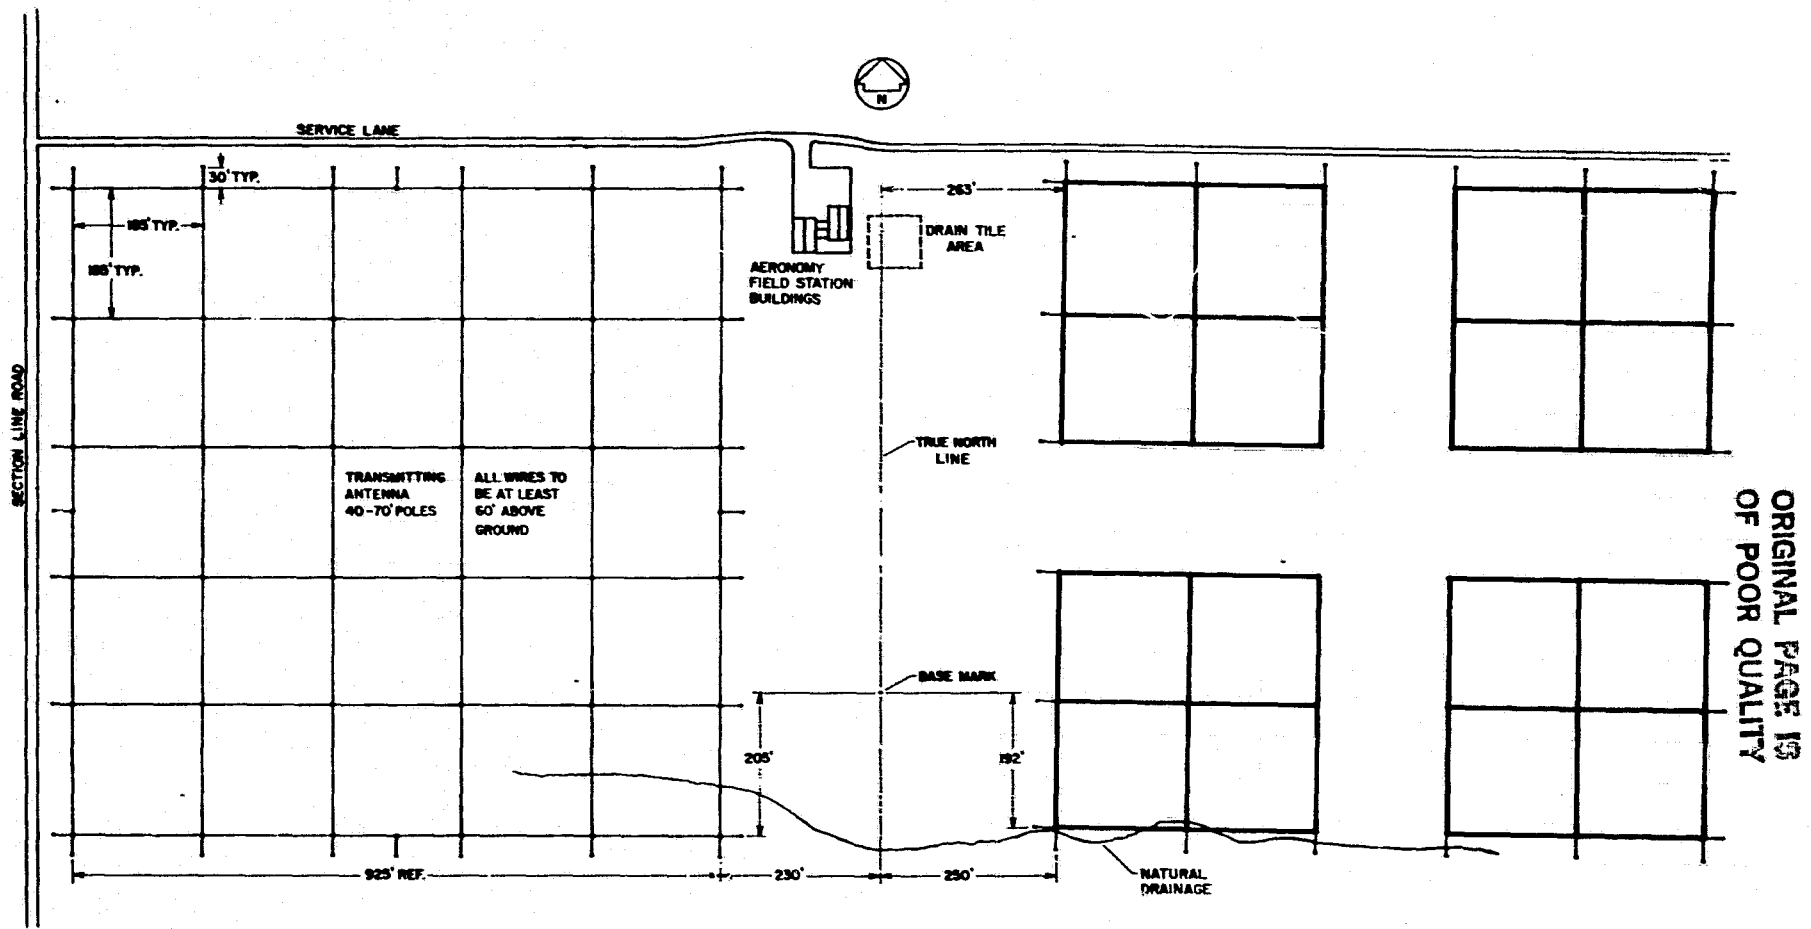 N
SERVICE LANE
30' TYP.
263'
185' TYP.
185' TYP.
DRAIN TILE
AREA
AERONOMY
FIELD STATION
BUILDINGS
SECTION LINE ROAD
TRUE NORTH
LINE
TRANSMITTING
ANTENNA
40-70' POLES
ALL WIRES TO
BE AT LEAST
60' ABOVE
GROUND
ORIGINAL PAGE IS
OF POOR QUALITY
BASE MARK
205'
192'
925' REF.
230'
250'
NATURAL
DRAINAGE